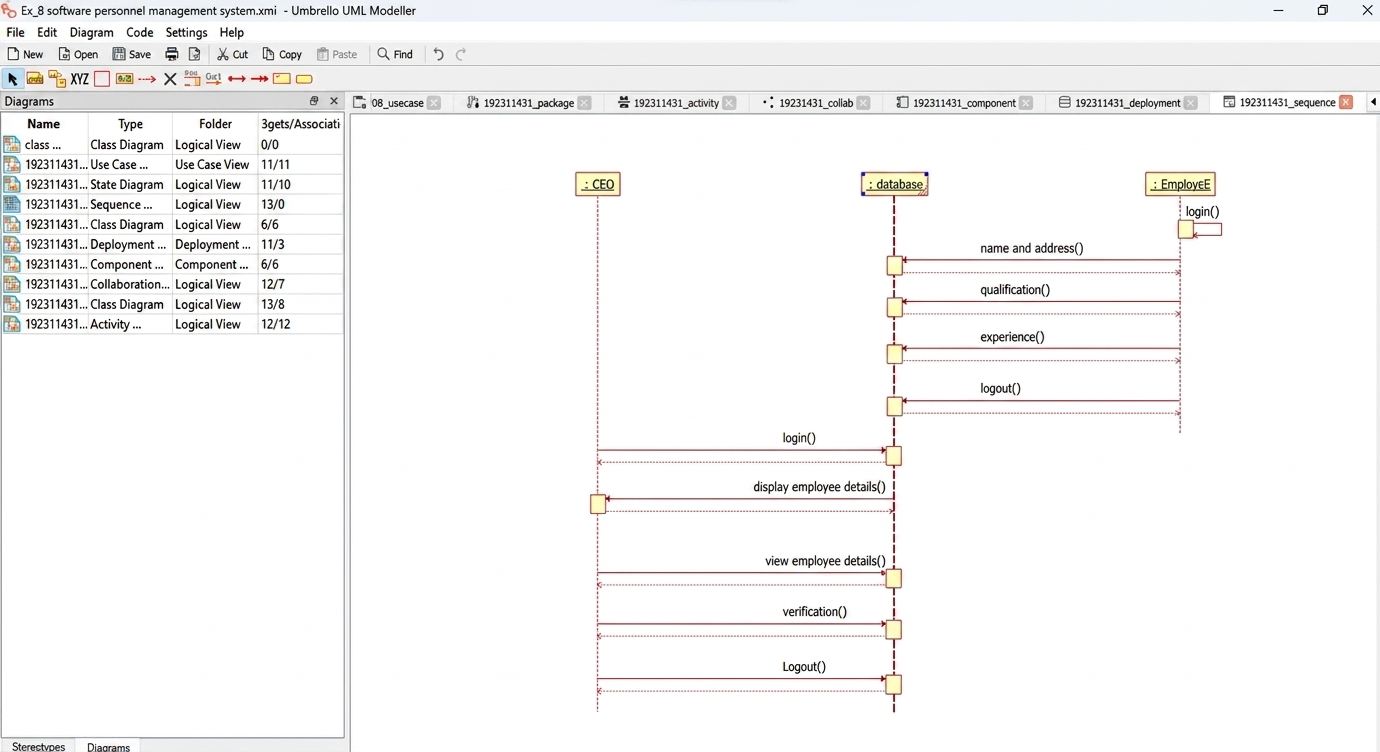 Ex_8 software personnel management system.xmi - Umbrello UML Modeller
File Edit Diagram Code Settings Help
New Open Save Cut Copy Paste Find
XYZ
Diagrams
08_usecase 192311431_package 192311431_activity 19231431_collab 192311431_component 192311431_deployment 192311431_sequence
Name Type Folder 3gets/Associati
class ... Class Diagram Logical View 0/0
192311431... Use Case ... Use Case View 11/11
192311431... State Diagram Logical View 11/10
192311431... Sequence ... Logical View 13/0
192311431... Class Diagram Logical View 6/6
192311431... Deployment ... Deployment ... 11/3
192311431... Component ... Component ... 6/6
192311431... Collaboration... Logical View 12/7
192311431... Class Diagram Logical View 13/8
192311431... Activity ... Logical View 12/12
: CEO : database : EmployEE
login()
name and address()
qualification()
experience()
logout()
login()
display employee details()
view employee details()
verification()
Logout()
Stereotypes Diagrams